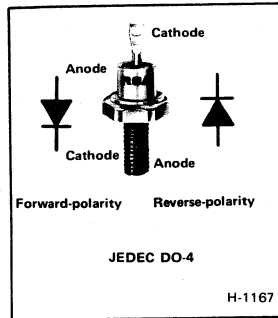 Cathode
Anode
Cathode
Anode
Forward-polarity Reverse-polarity
JEDEC DO-4
H-1167